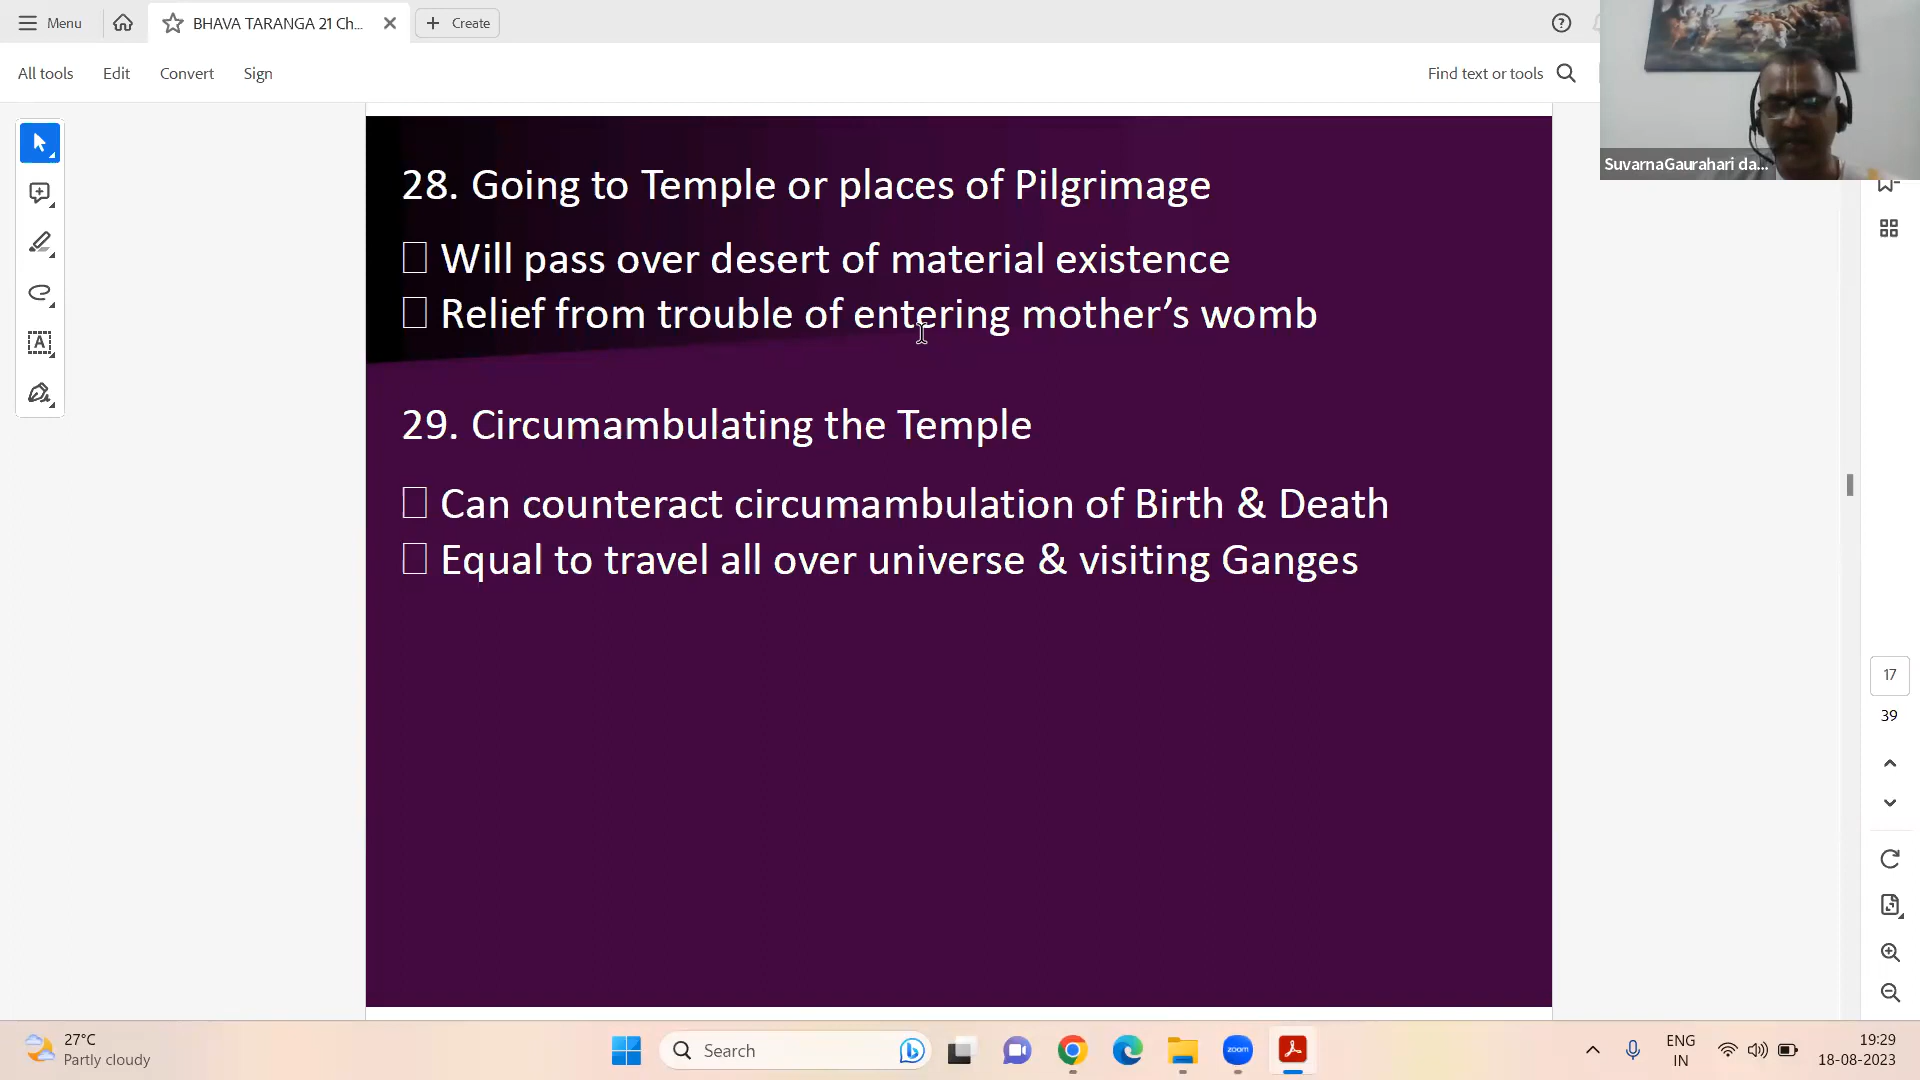 Menu
BHAVA TARANGA 21 Ch...
Create
All tools
Edit
Convert
Sign
Find text or tools
SuvarnaGaurahari da...
28. Going to Temple or places of Pilgrimage
Will pass over desert of material existence
Relief from trouble of entering mother’s womb
29. Circumambulating the Temple
Can counteract circumambulation of Birth & Death
Equal to travel all over universe & visiting Ganges
17
39
27°C
Partly cloudy
Search
zoom
ENG
IN
19:29
18-08-2023